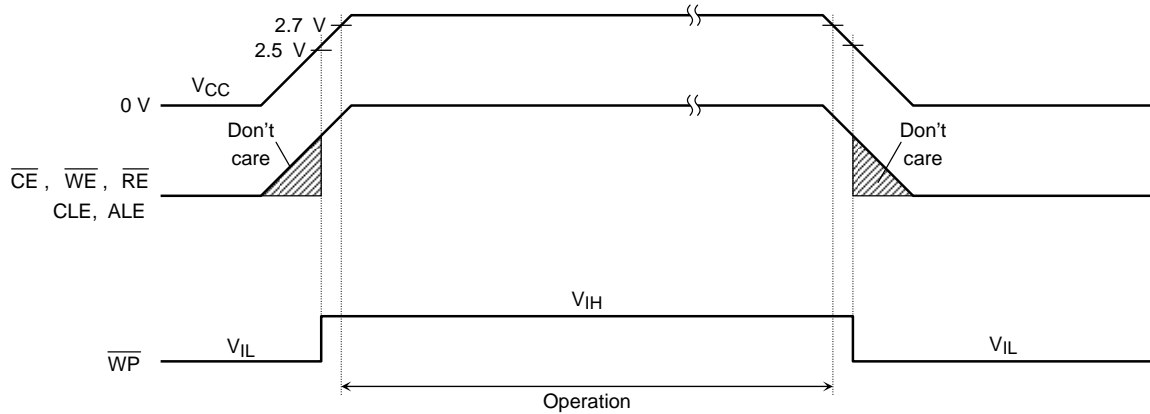 2.7 V
2.5 V
VCC
0 V
Don't
care
Don't
care
CE , WE , RE
CLE, ALE
VIH
VIL
VIL
WP
Operation